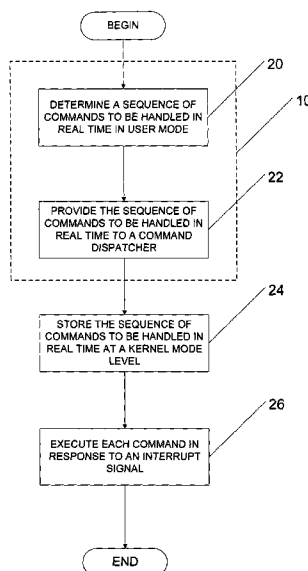 BEGIN
20
DETERMINE A SEQUENCE OF
COMMANDS TO BE HANDLED IN
REAL TIME IN USER MODE
10
22
PROVIDE THE SEQUENCE OF
COMMANDS TO BE HANDLED IN
REAL TIME TO A COMMAND
DISPATCHER
24
STORE THE SEQUENCE OF
COMMANDS TO BE HANDLED IN
REAL TIME AT A KERNEL MODE
LEVEL
26
EXECUTE EACH COMMAND IN
RESPONSE TO AN INTERRUPT
SIGNAL
END